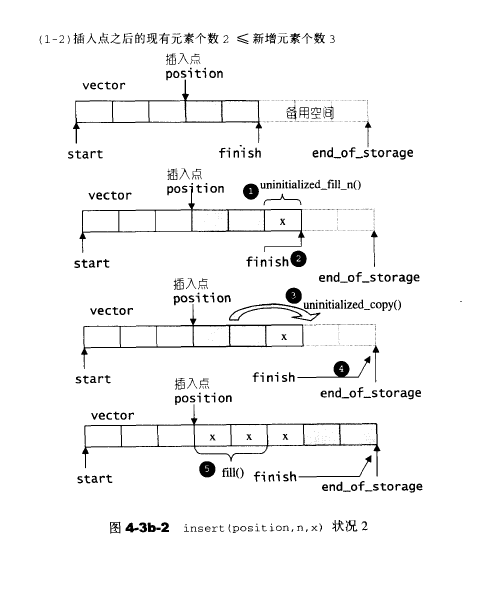 (1-2)插入点之后的现有元素个数2 ≤ 新增元素个数3
插入点
vector position
备用空间
start finish end_of_storage
插入点
vector position 1 uninitialized_fill_n()
x
start finish 2 end_of_storage
插入点
vector position 3 uninitialized_copy()
x
4
start finish end_of_storage
插入点
vector position
x x x
start 5 fill() finish end_of_storage
图 4-3b-2 insert(position,n,x) 状况 2